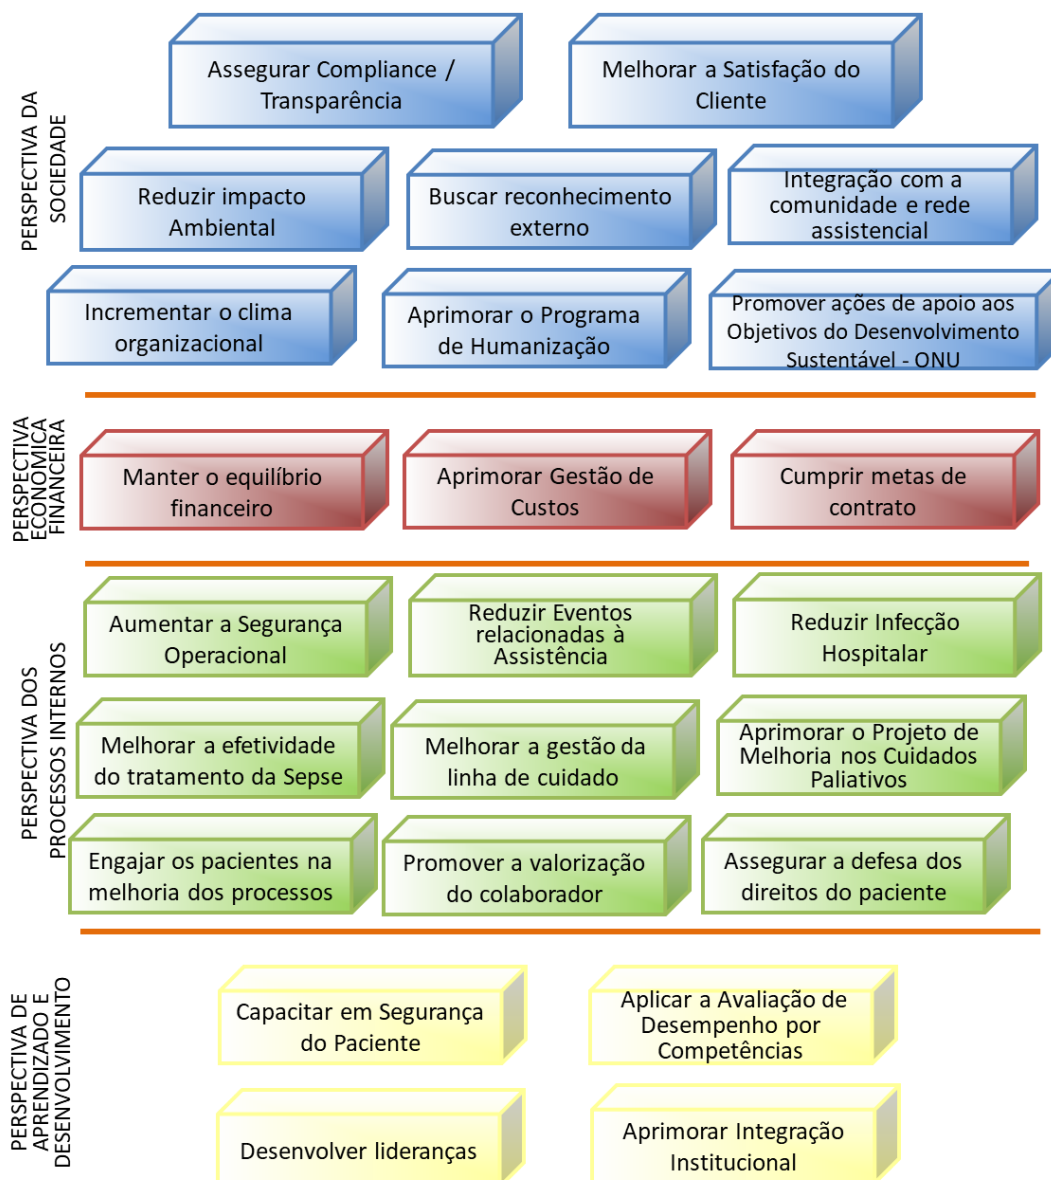 PERSPECTIVA DA
SOCIEDADE
Assegurar Compliance /
Transparência
Melhorar a Satisfação do
Cliente
Reduzir impacto
Ambiental
Buscar reconhecimento
externo
Integração com a
comunidade e rede
assistencial
Incrementar o clima
organizacional
Aprimorar o Programa
de Humanização
Promover ações de apoio aos
Objetivos do Desenvolvimento
Sustentável - ONU
PERSPECTIVA
ECONOMICA
FINANCEIRA
Manter o equilíbrio
financeiro
Aprimorar Gestão de
Custos
Cumprir metas de
contrato
PERSPECTIVA DOS
PROCESSOS INTERNOS
Aumentar a Segurança
Operacional
Reduzir Eventos
relacionadas à
Assistência
Reduzir Infecção
Hospitalar
Melhorar a efetividade
do tratamento da Sepse
Melhorar a gestão da
linha de cuidado
Aprimorar o Projeto de
Melhoria nos Cuidados
Paliativos
Engajar os pacientes na
melhoria dos processos
Promover a valorização
do colaborador
Assegurar a defesa dos
direitos do paciente
PERSPECTIVA DE
APRENDIZADO E
DESENVOLVIMENTO
Capacitar em Segurança
do Paciente
Aplicar a Avaliação de
Desempenho por
Competências
Desenvolver lideranças
Aprimorar Integração
Institucional